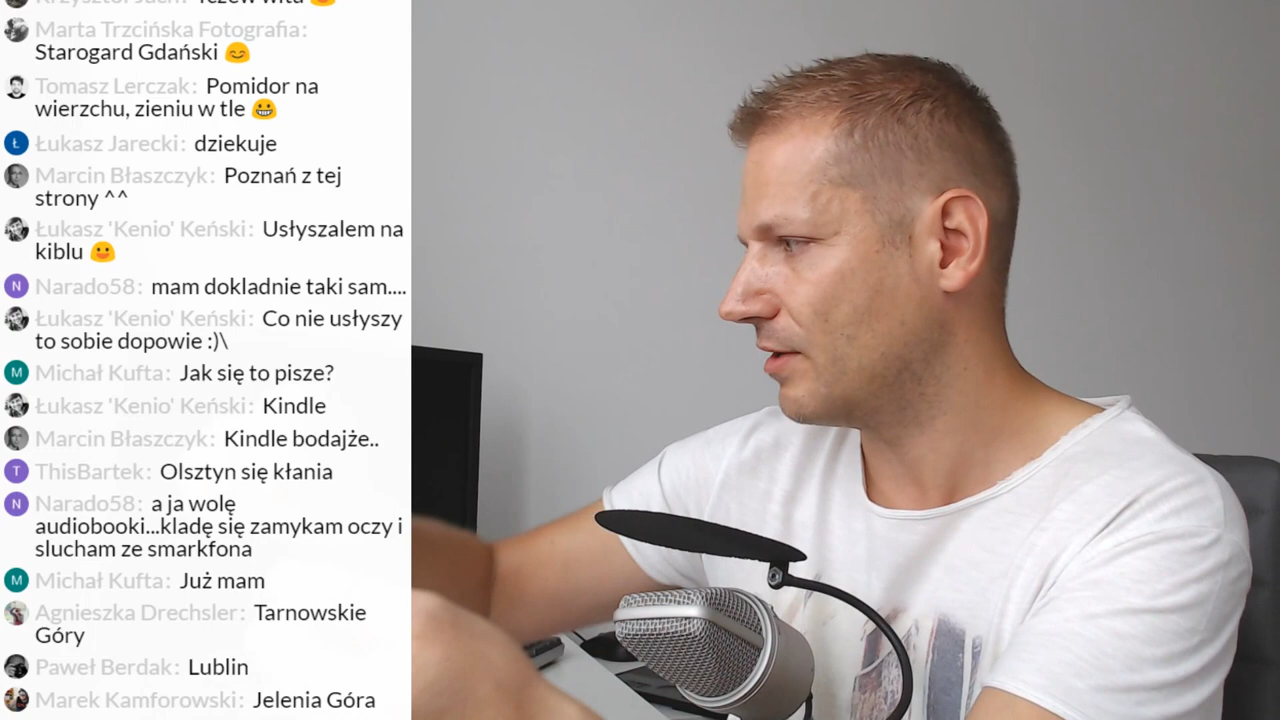 Tczew wita
Marta Trzcińska Fotografia:
Starogard Gdański 😊
Tomasz Lerczak: Pomidor na
wierzchu, zieniu w tle 😀
Ł Łukasz Jarecki: dziekuje
Marcin Błaszczyk: Poznań z tej
strony ^^
Łukasz 'Kenio' Keński: Usłyszalem na
kiblu 😃
N Narado58: mam dokladnie taki sam....
Łukasz 'Kenio' Keński: Co nie usłyszy
to sobie dopowie :)\
M Michał Kufta: Jak się to pisze?
Łukasz 'Kenio' Keński: Kindle
Marcin Błaszczyk: Kindle bodajże..
T ThisBartek: Olsztyn się kłania
N Narado58: a ja wolę
audiobooki...kladę się zamykam oczy i
slucham ze smarkfona
M Michał Kufta: Już mam
Agnieszka Drechsler: Tarnowskie
Góry
Paweł Berdak: Lublin
Marek Kamforowski: Jelenia Góra